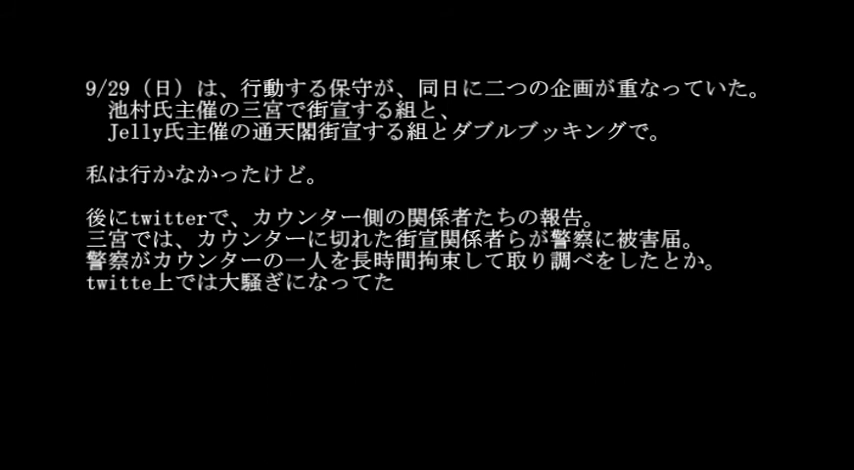 9/29（日）は、行動する保守が、同日に二つの企画が重なっていた。
池村氏主催の三宮で街宣する組と、
Jelly氏主催の通天閣街宣する組とダブルブッキングで。
私は行かなかったけど。
後にtwitterで、カウンター側の関係者たちの報告。
三宮では、カウンターに切れた街宣関係者らが警察に被害届。
警察がカウンターの一人を長時間拘束して取り調べをしたとか。
twitte上では大騒ぎになってた